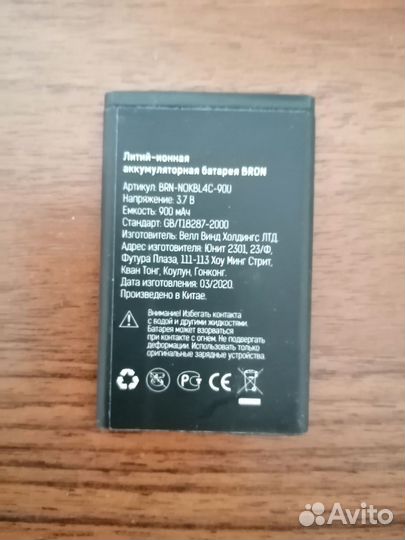 Литий-ионная
аккумуляторная батарея BRON
Артикул: BRN-NOKBL4C-90U
Напряжение: 3.7 В
Емкость: 900 мАч
Стандарт: GB/T18287-2000
Изготовитель: Велл Винд Холдингс ЛТД.
Адрес изготовителя: Юнит 2301, 23/Ф,
Футура Плаза, 111-113 Хоу Минг Стрит,
Кван Тонг, Коулун, Гонконг.
Дата изготовления: 03/2020.
Произведено в Китае.
Внимание! Избегать контакта
с водой и другими жидкостями.
Батарея может взорваться
при контакте с огнем. Не подвергать
деформации. Использовать только
оригинальные зарядные устройства.
РС CE
Avito